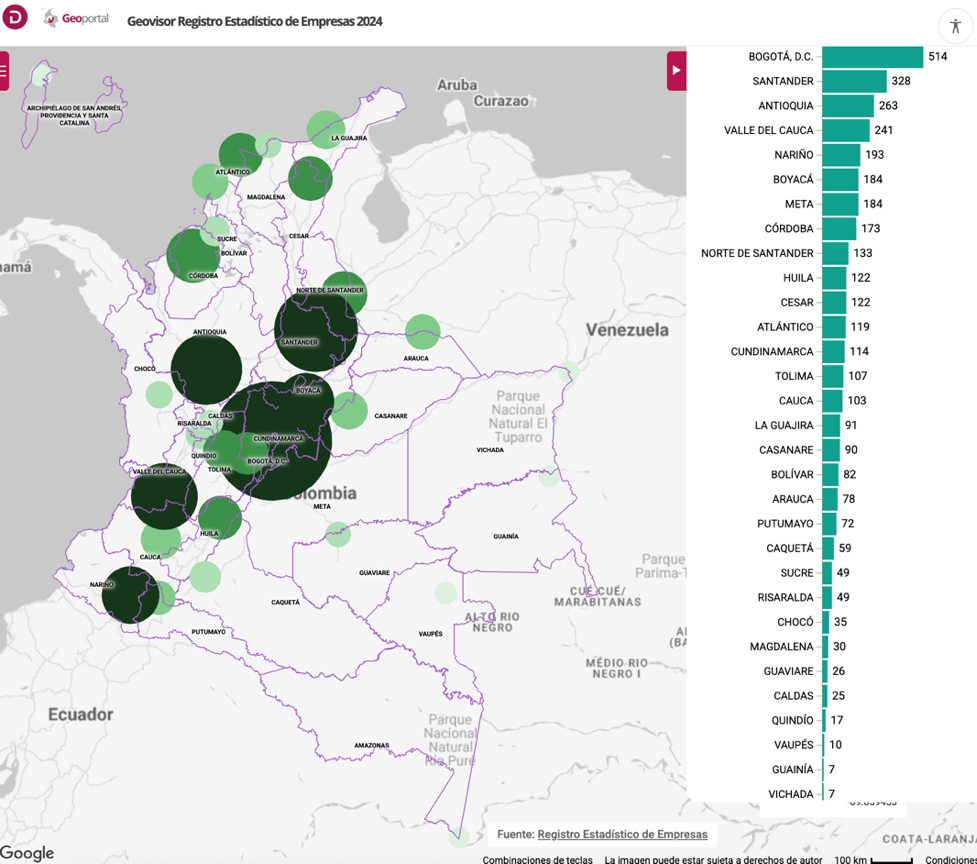 D
Geoportal
Geovisor Registro Estadístico de Empresas 2024
ARCHIPIÉLAGO DE SAN ANDRÉS,
PROVIDENCIA Y SANTA
CATALINA
Aruba
Curazao
LA GUAJIRA
ATLÁNTICO
MAGDALENA
CESAR
SUCRE
BOLÍVAR
CÓRDOBA
namá
NORTE DE SANTANDER
SANTANDER
ANTIOQUIA
Venezuela
ARAUCA
CHOCÓ
BOYACÁ
CALDAS
CASANARE
RISARALDA
Parque
Nacional
Natural El
Tuparro
CUNDINAMARCA
VICHADA
QUINDIO
BOGOTÁ, D.C.
TOLIMA
VALLE DEL CAUCA
olombia
META
HUILA
GUAINÍA
CAUCA
Parque
Parima-T
GUAVIARE
NARIÑO
CAQUETÁ
CUÉ CUÉ/
MARABITANAS
ALTO RIO
NEGRO
PUTUMAYO
VAUPÉS
MÉDIO RIO
NEGRO I
Ecuador
Parque
Nacional
Natural
Río Puré
AMAZONAS
BOGOTÁ, D.C. 514
SANTANDER 328
ANTIOQUIA 263
VALLE DEL CAUCA 241
NARIÑO 193
BOYACÁ 184
META 184
CÓRDOBA 173
NORTE DE SANTANDER 133
HUILA 122
CESAR 122
ATLÁNTICO 119
CUNDINAMARCA 114
TOLIMA 107
CAUCA 103
LA GUAJIRA 91
CASANARE 90
BOLÍVAR 82
ARAUCA 78
PUTUMAYO 72
CAQUETÁ 59
SUCRE 49
RISARALDA 49
CHOCÓ 35
MAGDALENA 30
GUAVIARE 26
CALDAS 25
QUINDÍO 17
VAUPÉS 10
GUAINÍA 7
VICHADA 7
Fuente: Registro Estadístico de Empresas
COATA-LARANJ
Google
Combinaciones de teclas La imagen puede estar sujeta a derechos de autor 100 km Condicione